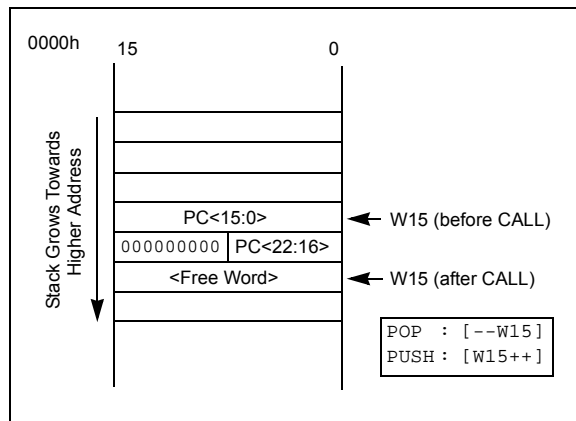 0000h
15 0
Stack Grows Towards
Higher Address
PC<15:0>
W15 (before CALL)
000000000 PC<22:16>
<Free Word>
W15 (after CALL)
POP : [--W15]
PUSH : [W15++]